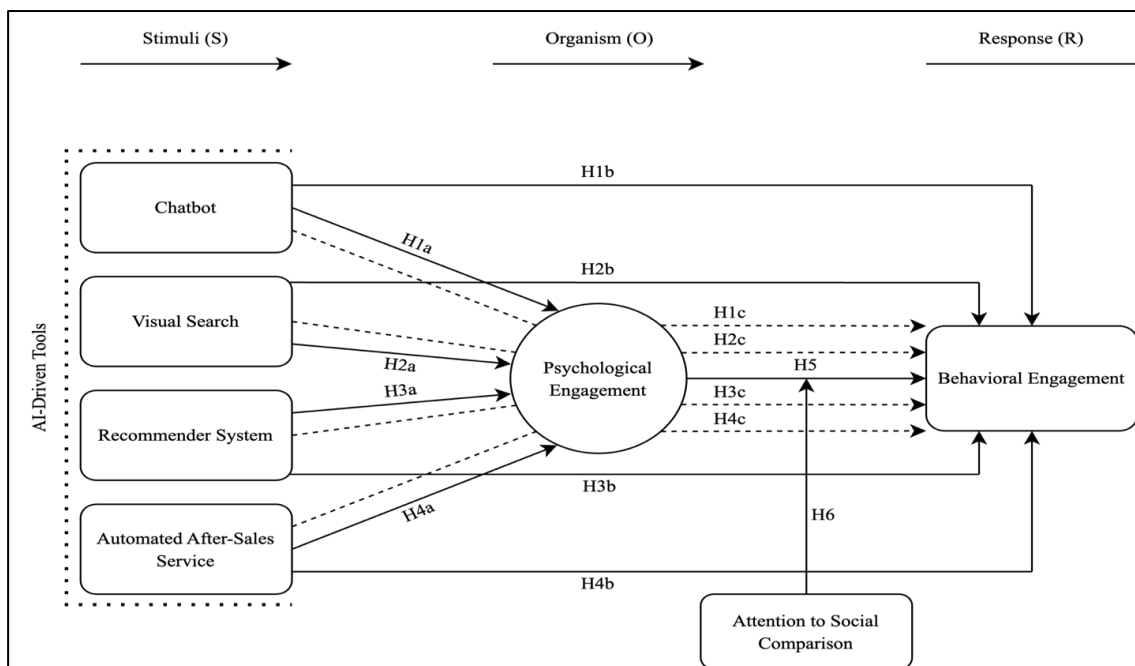 Stimuli (S)
Organism (O)
Response (R)
AI-Driven Tools
Chatbot
Visual Search
Recommender System
Automated After-Sales
Service
H1b
H1a
H2b
H2a
H3a
H3b
H4a
H4b
Psychological
Engagement
H1c
H2c
H5
H3c
H4c
H6
Behavioral Engagement
Attention to Social
Comparison